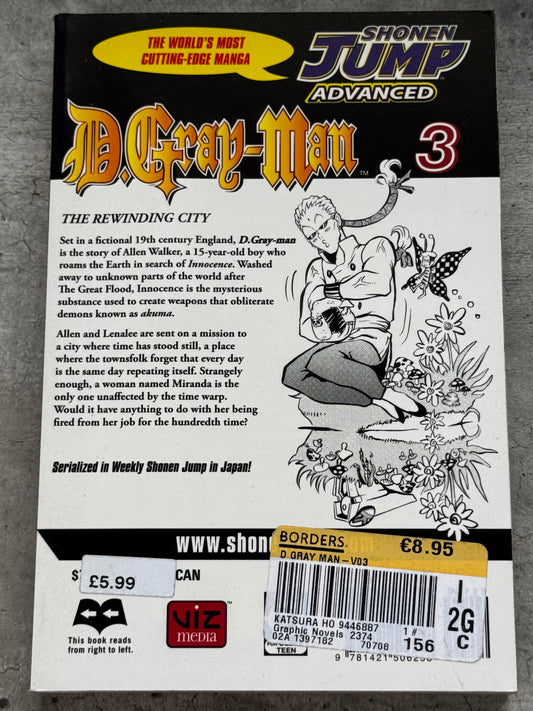 THE WORLD'S MOST
CUTTING-EDGE MANGA
SHONEN
JUMP
ADVANCED
D.Gray-Man™
3
THE REWINDING CITY
Set in a fictional 19th century England, D.Gray-man
is the story of Allen Walker, a 15-year-old boy who
roams the Earth in search of Innocence. Washed
away to unknown parts of the world after
The Great Flood, Innocence is the mysterious
substance used to create weapons that obliterate
demons known as akuma.
Allen and Lenalee are sent on a mission to
a city where time has stood still, a place
where the townsfolk forget that every day
is the same day repeating itself. Strangely
enough, a woman named Miranda is the
only one unaffected by the time warp.
Would it have anything to do with her being
fired from her job for the hundredth time?
Serialized in Weekly Shonen Jump in Japan!
www.shone
BORDERS.
€8.95
D GRAY MAN – V03
KATSURA HO 9446887
Graphic Novels 2374
02A 1397182 70708
1 #
156
I
2G
C
$
CAN
£5.99
This book reads
from right to left.
VIZ
MEDIA
TEEN
9 781421 506230